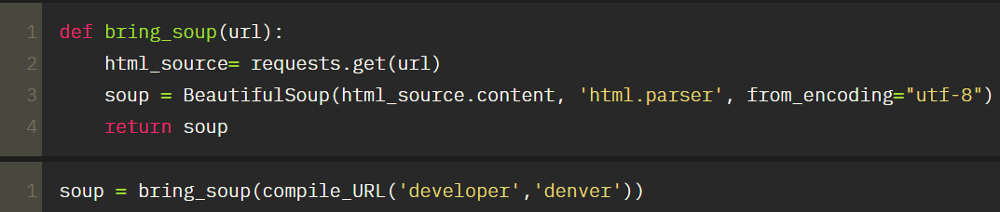 1 def bring_soup(url):
2     html_source= requests.get(url)
3     soup = BeautifulSoup(html_source.content, 'html.parser', from_encoding="utf-8")
4     return soup
1 soup = bring_soup(compile_URL('developer','denver'))